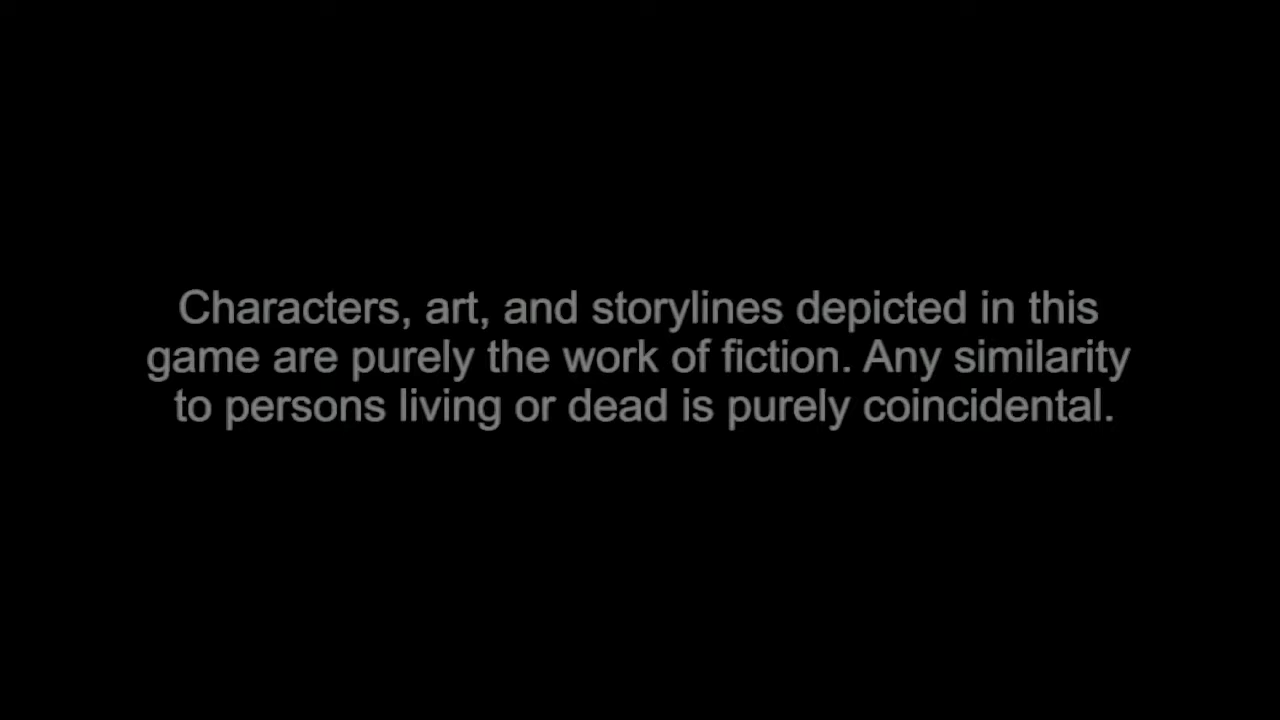 Characters, art, and storylines depicted in this
game are purely the work of fiction. Any similarity
to persons living or dead is purely coincidental.